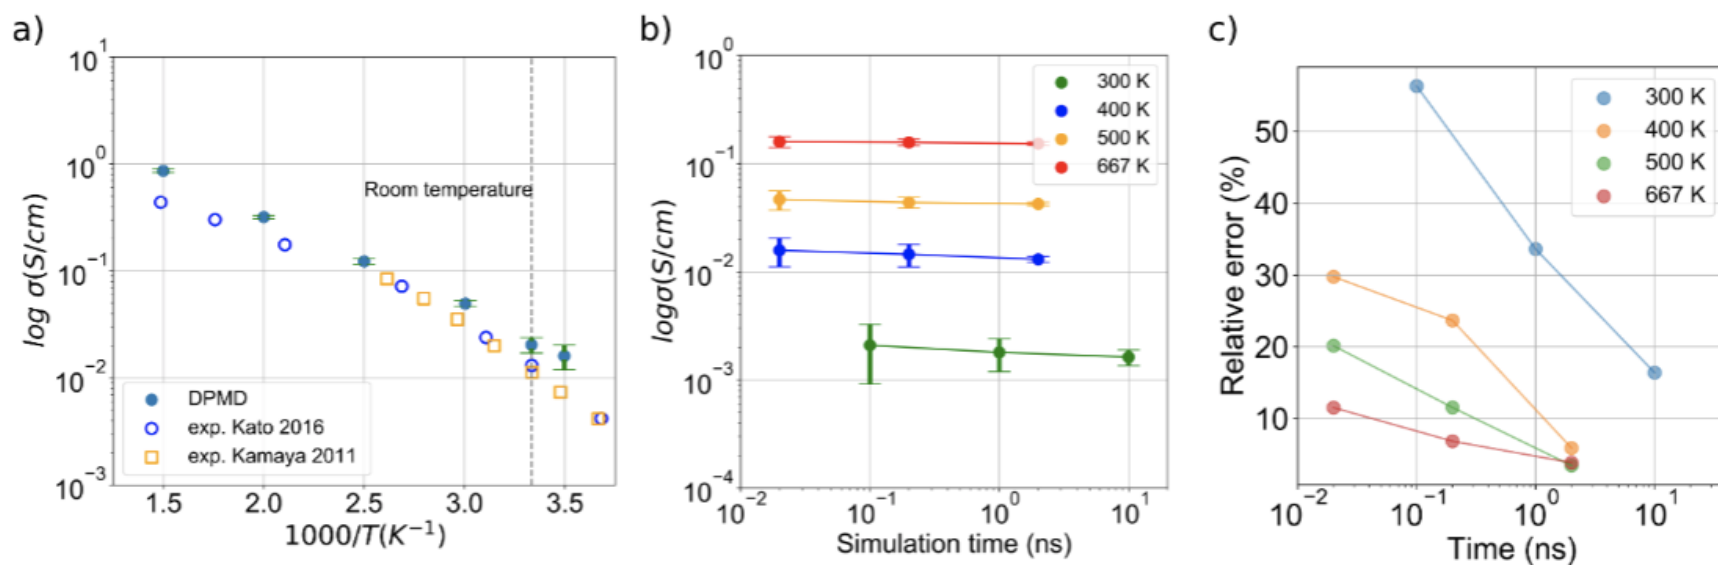 a)
log σ(S/cm)
10^1
10^0
10^-1
10^-2
10^-3
Room temperature
DPMD
exp. Kato 2016
exp. Kamaya 2011
1.5 2.0 2.5 3.0 3.5
1000/T(K^-1)
b)
logσ(S/cm)
10^0
10^-1
10^-2
10^-3
10^-4
300 K
400 K
500 K
667 K
10^-2 10^-1 10^0 10^1
Simulation time (ns)
c)
Relative error (%)
50
40
30
20
10
300 K
400 K
500 K
667 K
10^-2 10^-1 10^0 10^1
Time (ns)